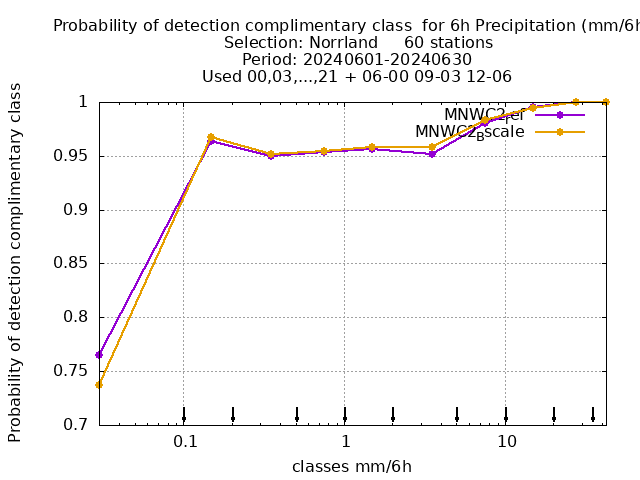 Probability of detection complimentary class  for 6h Precipitation (mm/6h
Selection: Norrland     60 stations
Period: 20240601-20240630
Used 00,03,...,21 + 06-00 09-03 12-06
Probability of detection complimentary class
1
0.95
0.9
0.85
0.8
0.75
0.7
MNWC2
MNWC2Bscale
0.1
1
10
classes mm/6h